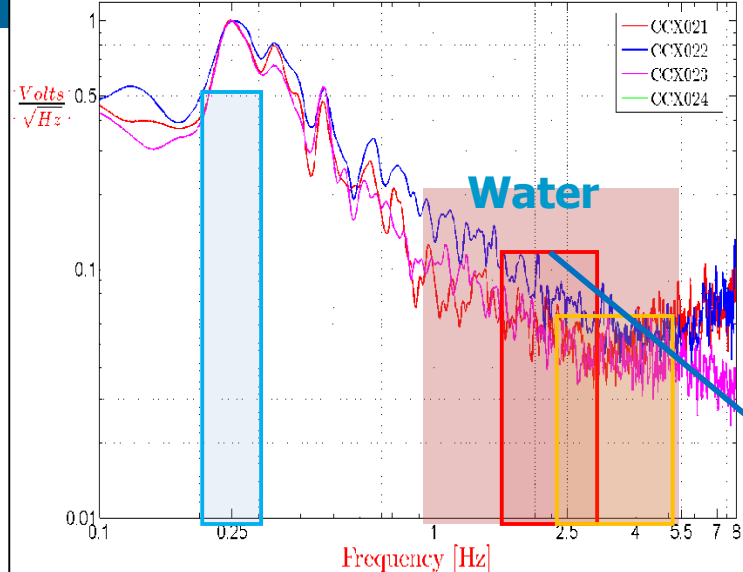 1
CCX021
CCX022
CCX023
CCX024
Volts
√Hz
0.5
Water
0.1
0.01
0.1
0.25
1
2.5
4
5.5
7
8
Frequency [Hz]